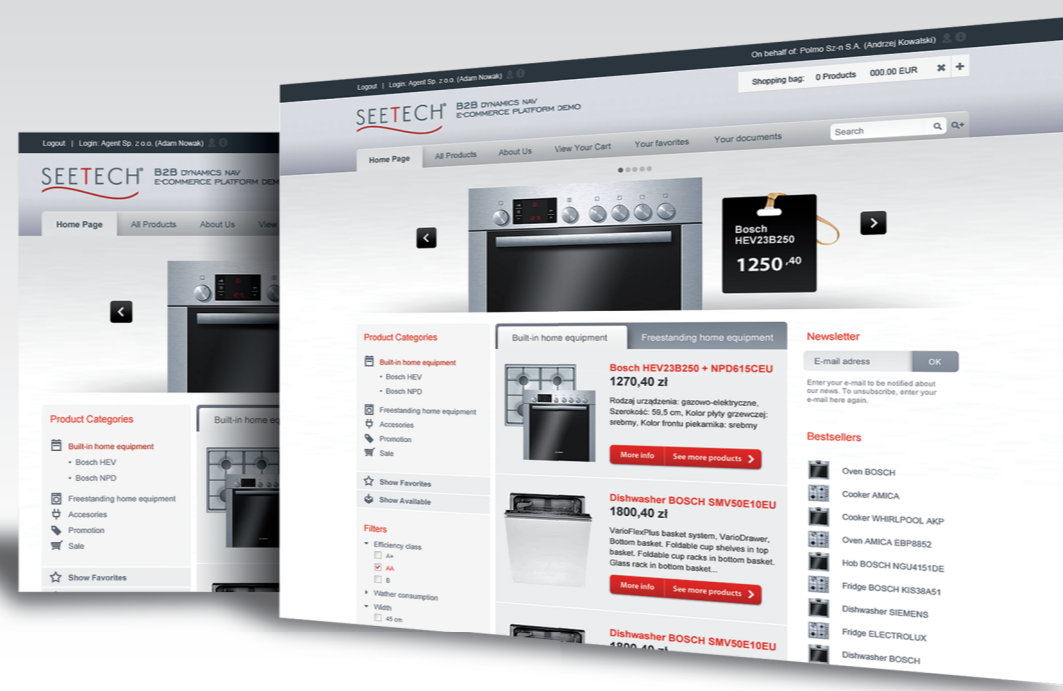 Logout | Login: Agent Sp. z o.o. (Adam Nowak)
SEETECH
B2B DYNAMICS NAV
E-COMMERCE PLATFORM DEM
Home Page
All Products
About Us
View
Product Categories
Built-in home equipment
• Bosch HEV
• Bosch NPD
Freestanding home equipment
Accesories
Promotion
Sale
Show Favorites
Built-in home eq
Logout | Login: Agent Sp. z o.o. (Adam Nowak)
On behalf of: Polmo Sz-n S.A. (Andrzej Kowalski)
Shopping bag: 0 Products 000.00 EUR
SEETECH®
B2B DYNAMICS NAV
E-COMMERCE PLATFORM DEMO
Home Page
All Products
About Us
View Your Cart
Your favorites
Your documents
Search
Bosch
HEV23B250
1250,40
Product Categories
Built-in home equipment
• Bosch HEV
• Bosch NPD
Freestanding home equipment
Accesories
Promotion
Sale
Show Favorites
Show Available
Filters
Efficiency class
A+
AA
B
Wather consumption
Width
45 cm
Built-in home equipment
Freestanding home equipment
Bosch HEV23B250 + NPD615CEU
1270,40 zł
Rodzaj urządzenia: gazowo-elektryczne,
Szerokość: 59,5 cm, Kolor płyty grzewczej:
srebrny, Kolor frontu piekarnika: srebrny
More info
See more products
Dishwasher BOSCH SMV50E10EU
1800,40 zł
VarioFlexPlus basket system, VarioDrawer,
Bottom basket. Foldable cup shelves in top
basket. Foldable cup racks in bottom basket.
Glass rack in bottom basket...
More info
See more products
Dishwasher BOSCH SMV50E10EU
1800,40 zł
Newsletter
E-mail adress
OK
Enter your e-mail to be notified about
our news. To unsubscribe, enter your
e-mail here again.
Bestsellers
Oven BOSCH
Cooker AMICA
Cooker WHIRLPOOL AKP
Oven AMICA EBP8852
Hob BOSCH NGU4151DE
Fridge BOSCH KIS38A51
Dishwasher SIEMENS
Fridge ELECTROLUX
Dishwasher BOSCH